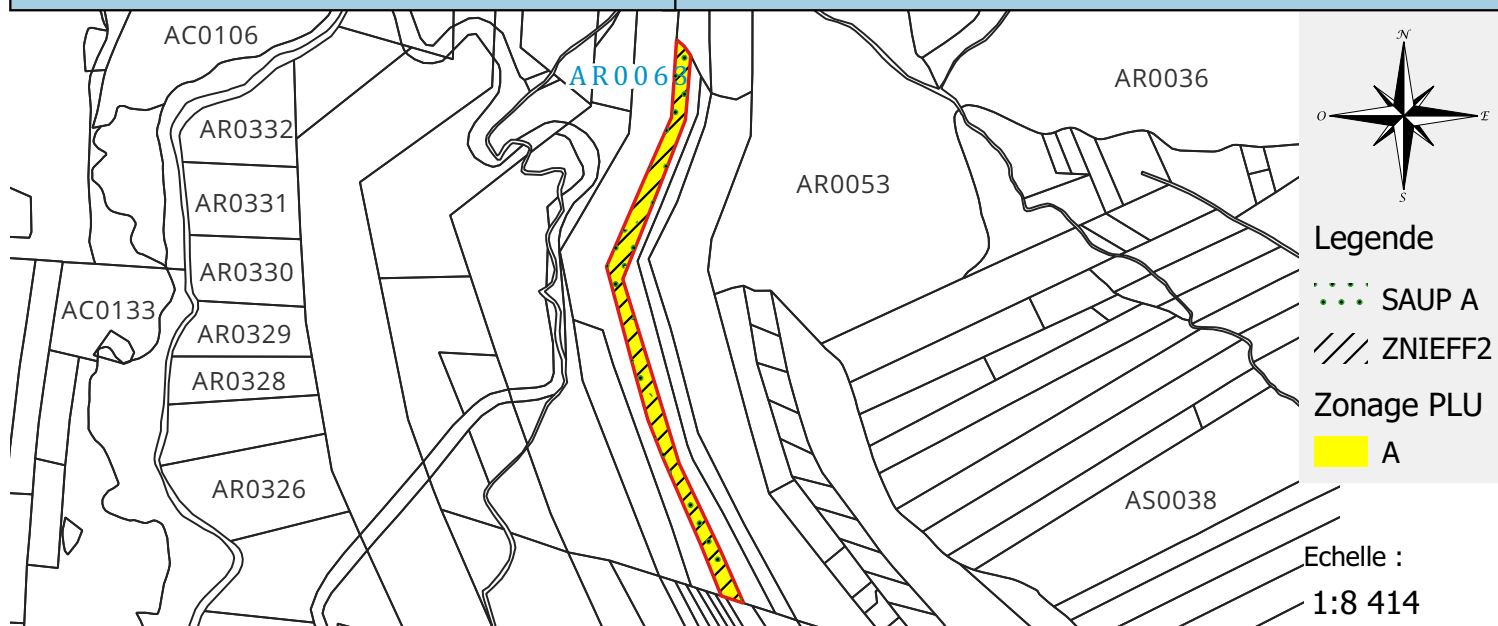 AC0106
AR0063
AR0036
AR0332
AR0053
AR0331
AR0330
AC0133
AR0329
AR0328
AR0326
AS0038
N
O
E
S
Legende
SAUP A
ZNIEFF2
Zonage PLU
A
Echelle :
1:8 414